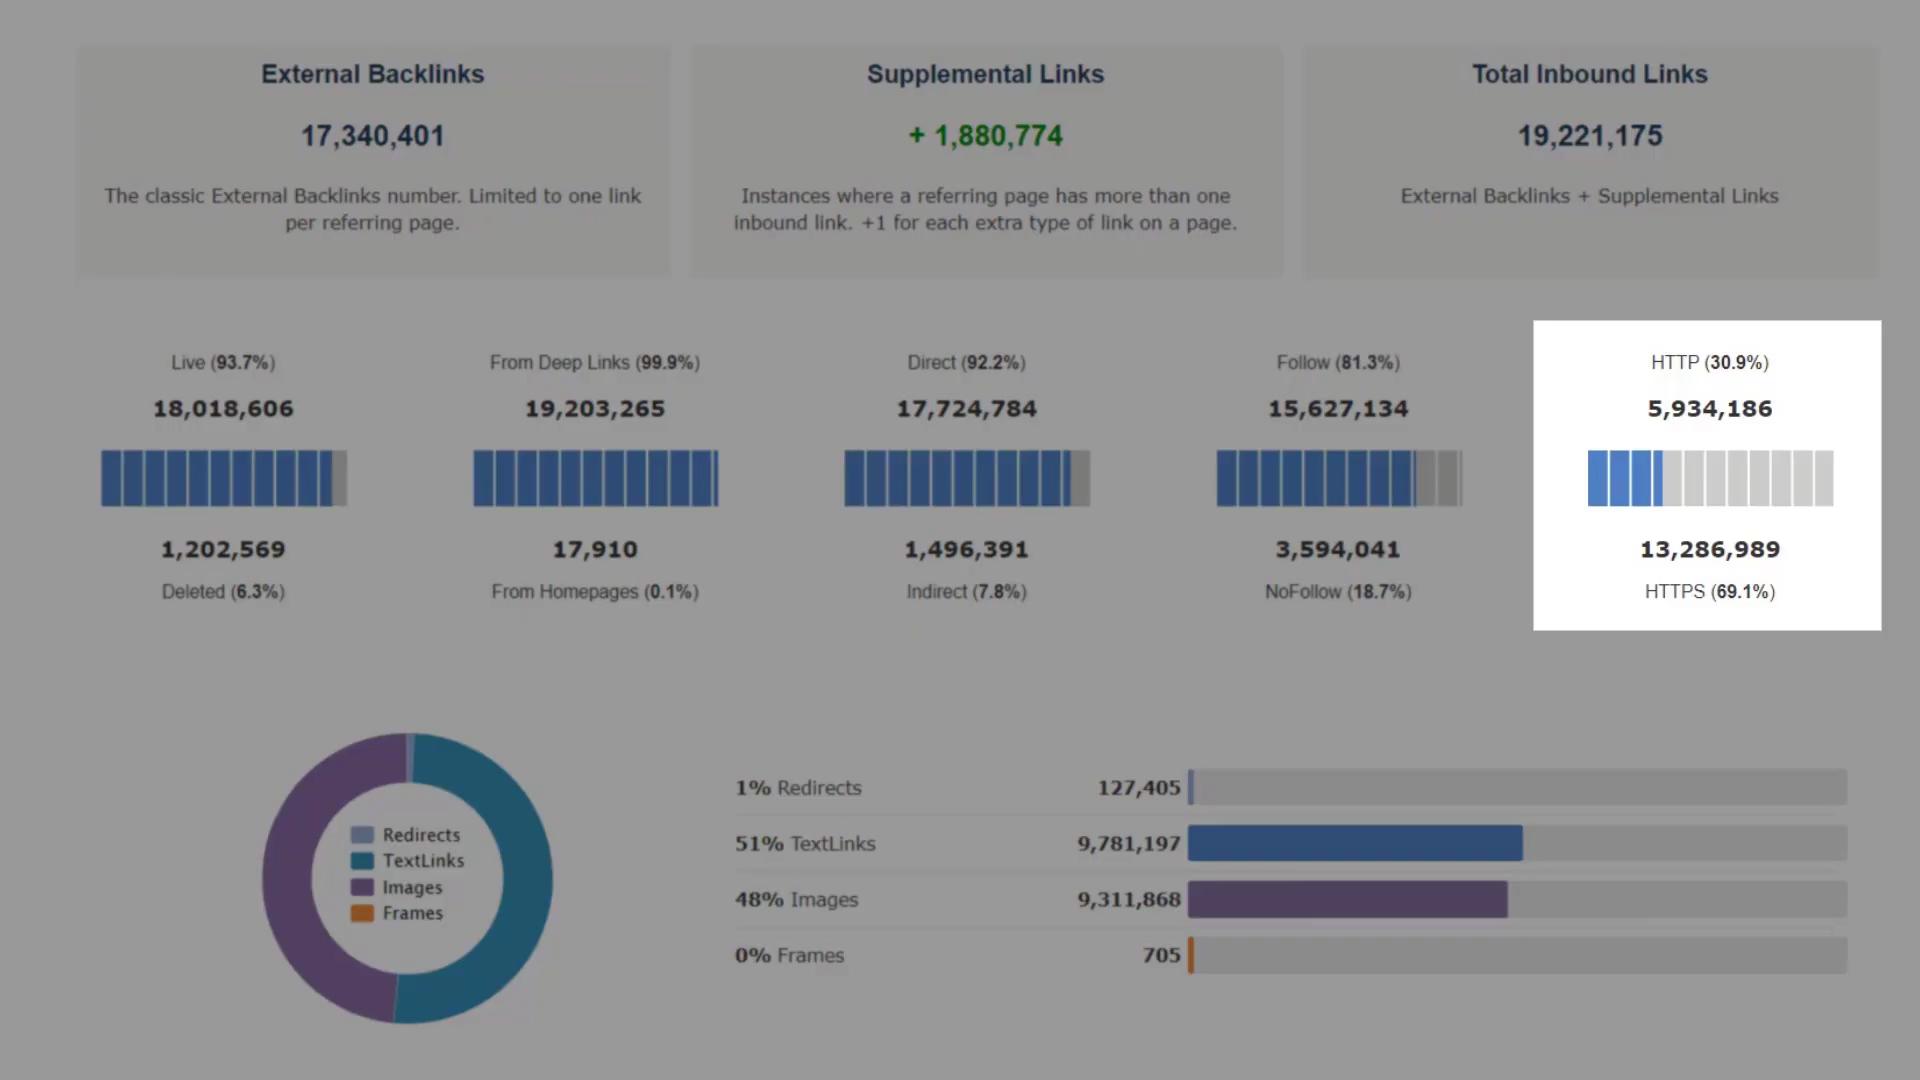 External Backlinks
17,340,401
The classic External Backlinks number. Limited to one link
per referring page.
Supplemental Links
+ 1,880,774
Instances where a referring page has more than one
inbound link. +1 for each extra type of link on a page.
Total Inbound Links
19,221,175
External Backlinks + Supplemental Links
Live (93.7%)
18,018,606
1,202,569
Deleted (6.3%)
From Deep Links (99.9%)
19,203,265
17,910
From Homepages (0.1%)
Direct (92.2%)
17,724,784
1,496,391
Indirect (7.8%)
Follow (81.3%)
15,627,134
3,594,041
NoFollow (18.7%)
HTTP (30.9%)
5,934,186
13,286,989
HTTPS (69.1%)
Redirects
TextLinks
Images
Frames
1% Redirects 127,405
51% TextLinks 9,781,197
48% Images 9,311,868
0% Frames 705